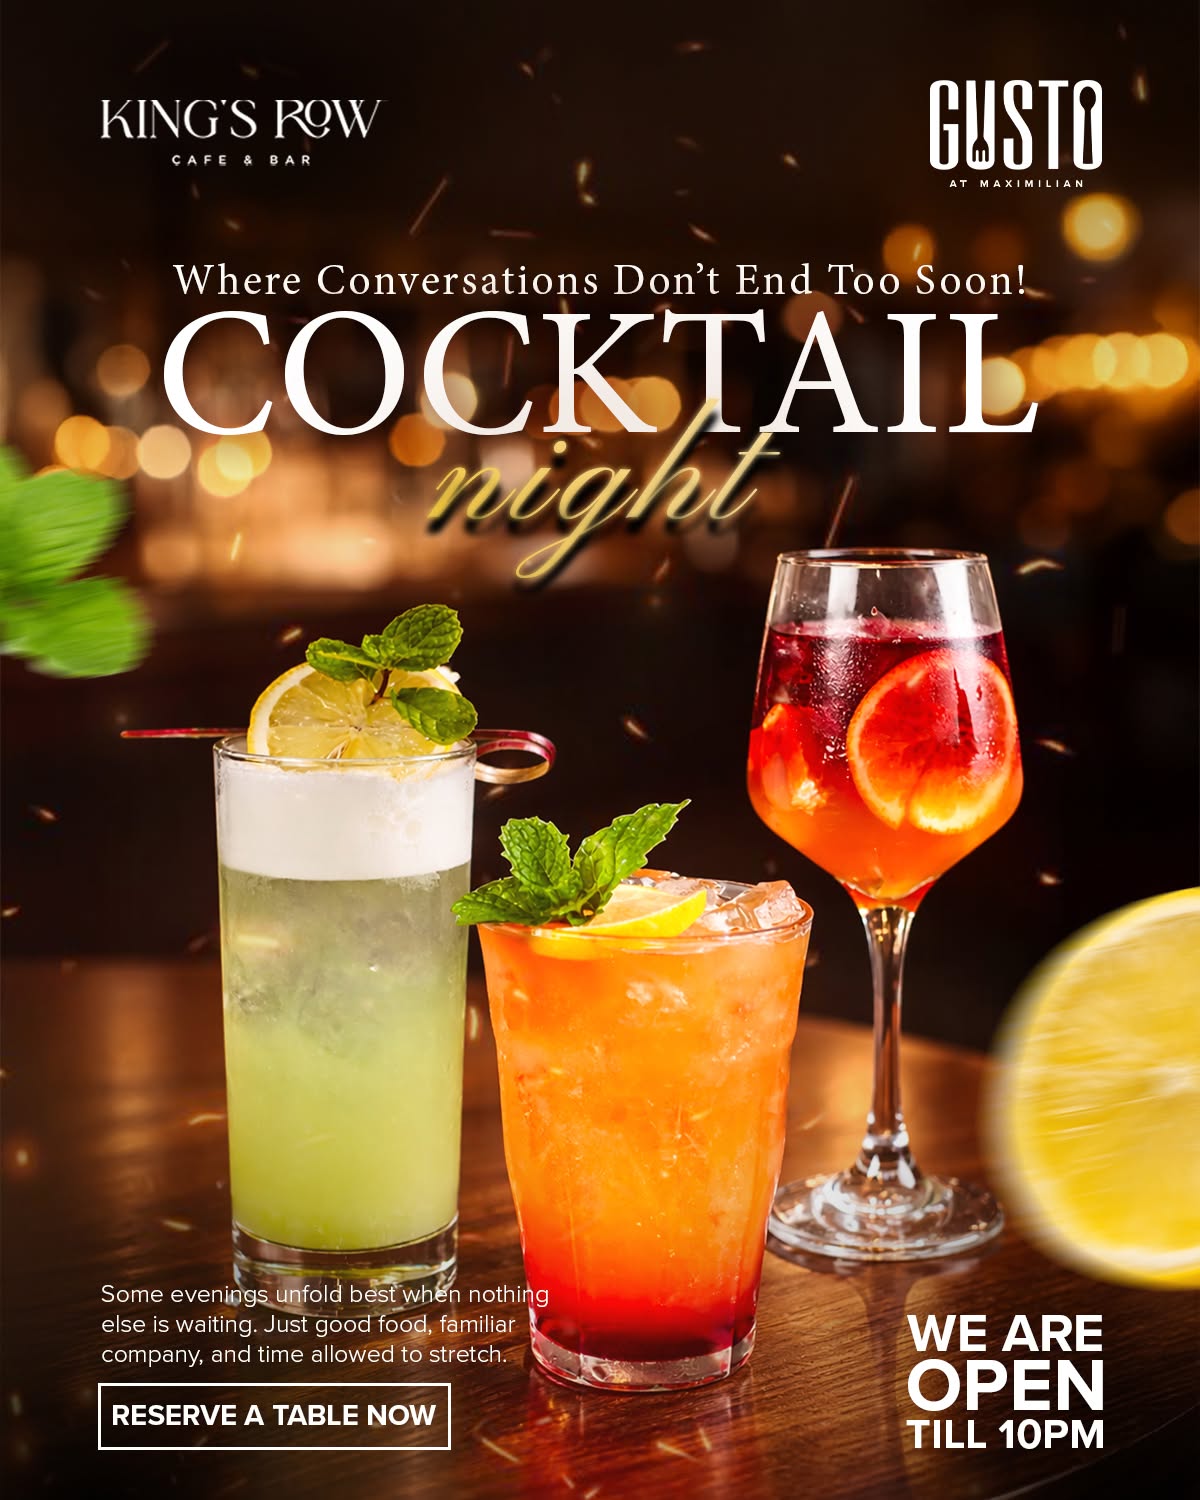 KING'S ROW
CAFE & BAR
GUSTO
AT MAXIMILIAN
Where Conversations Don't End Too Soon!
COCKTAIL
night
Some evenings unfold best when nothing
else is waiting. Just good food, familiar
company, and time allowed to stretch.
RESERVE A TABLE NOW
WE ARE
OPEN
TILL 10PM